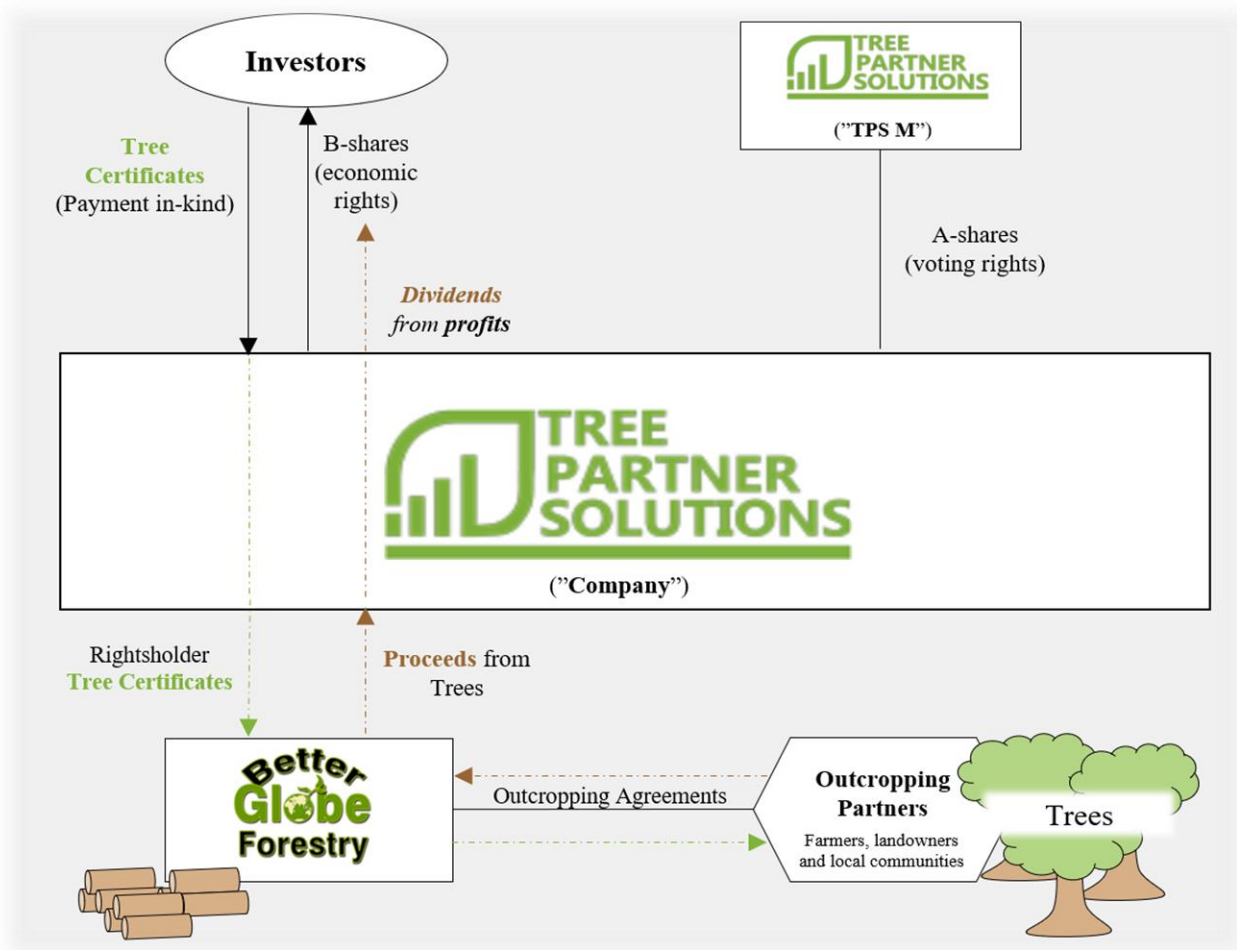 Investors
TREE
PARTNER
SOLUTIONS
(”TPS M”)
Tree
Certificates
(Payment in-kind)
B-shares
(economic
rights)
A-shares
(voting rights)
Dividends
from profits
TREE
PARTNER
SOLUTIONS
(”Company”)
Rightsholder
Tree Certificates
Proceeds from
Trees
Better
Globe
Forestry
Outcropping Agreements
Outcropping
Partners
Farmers, landowners
and local communities
Trees